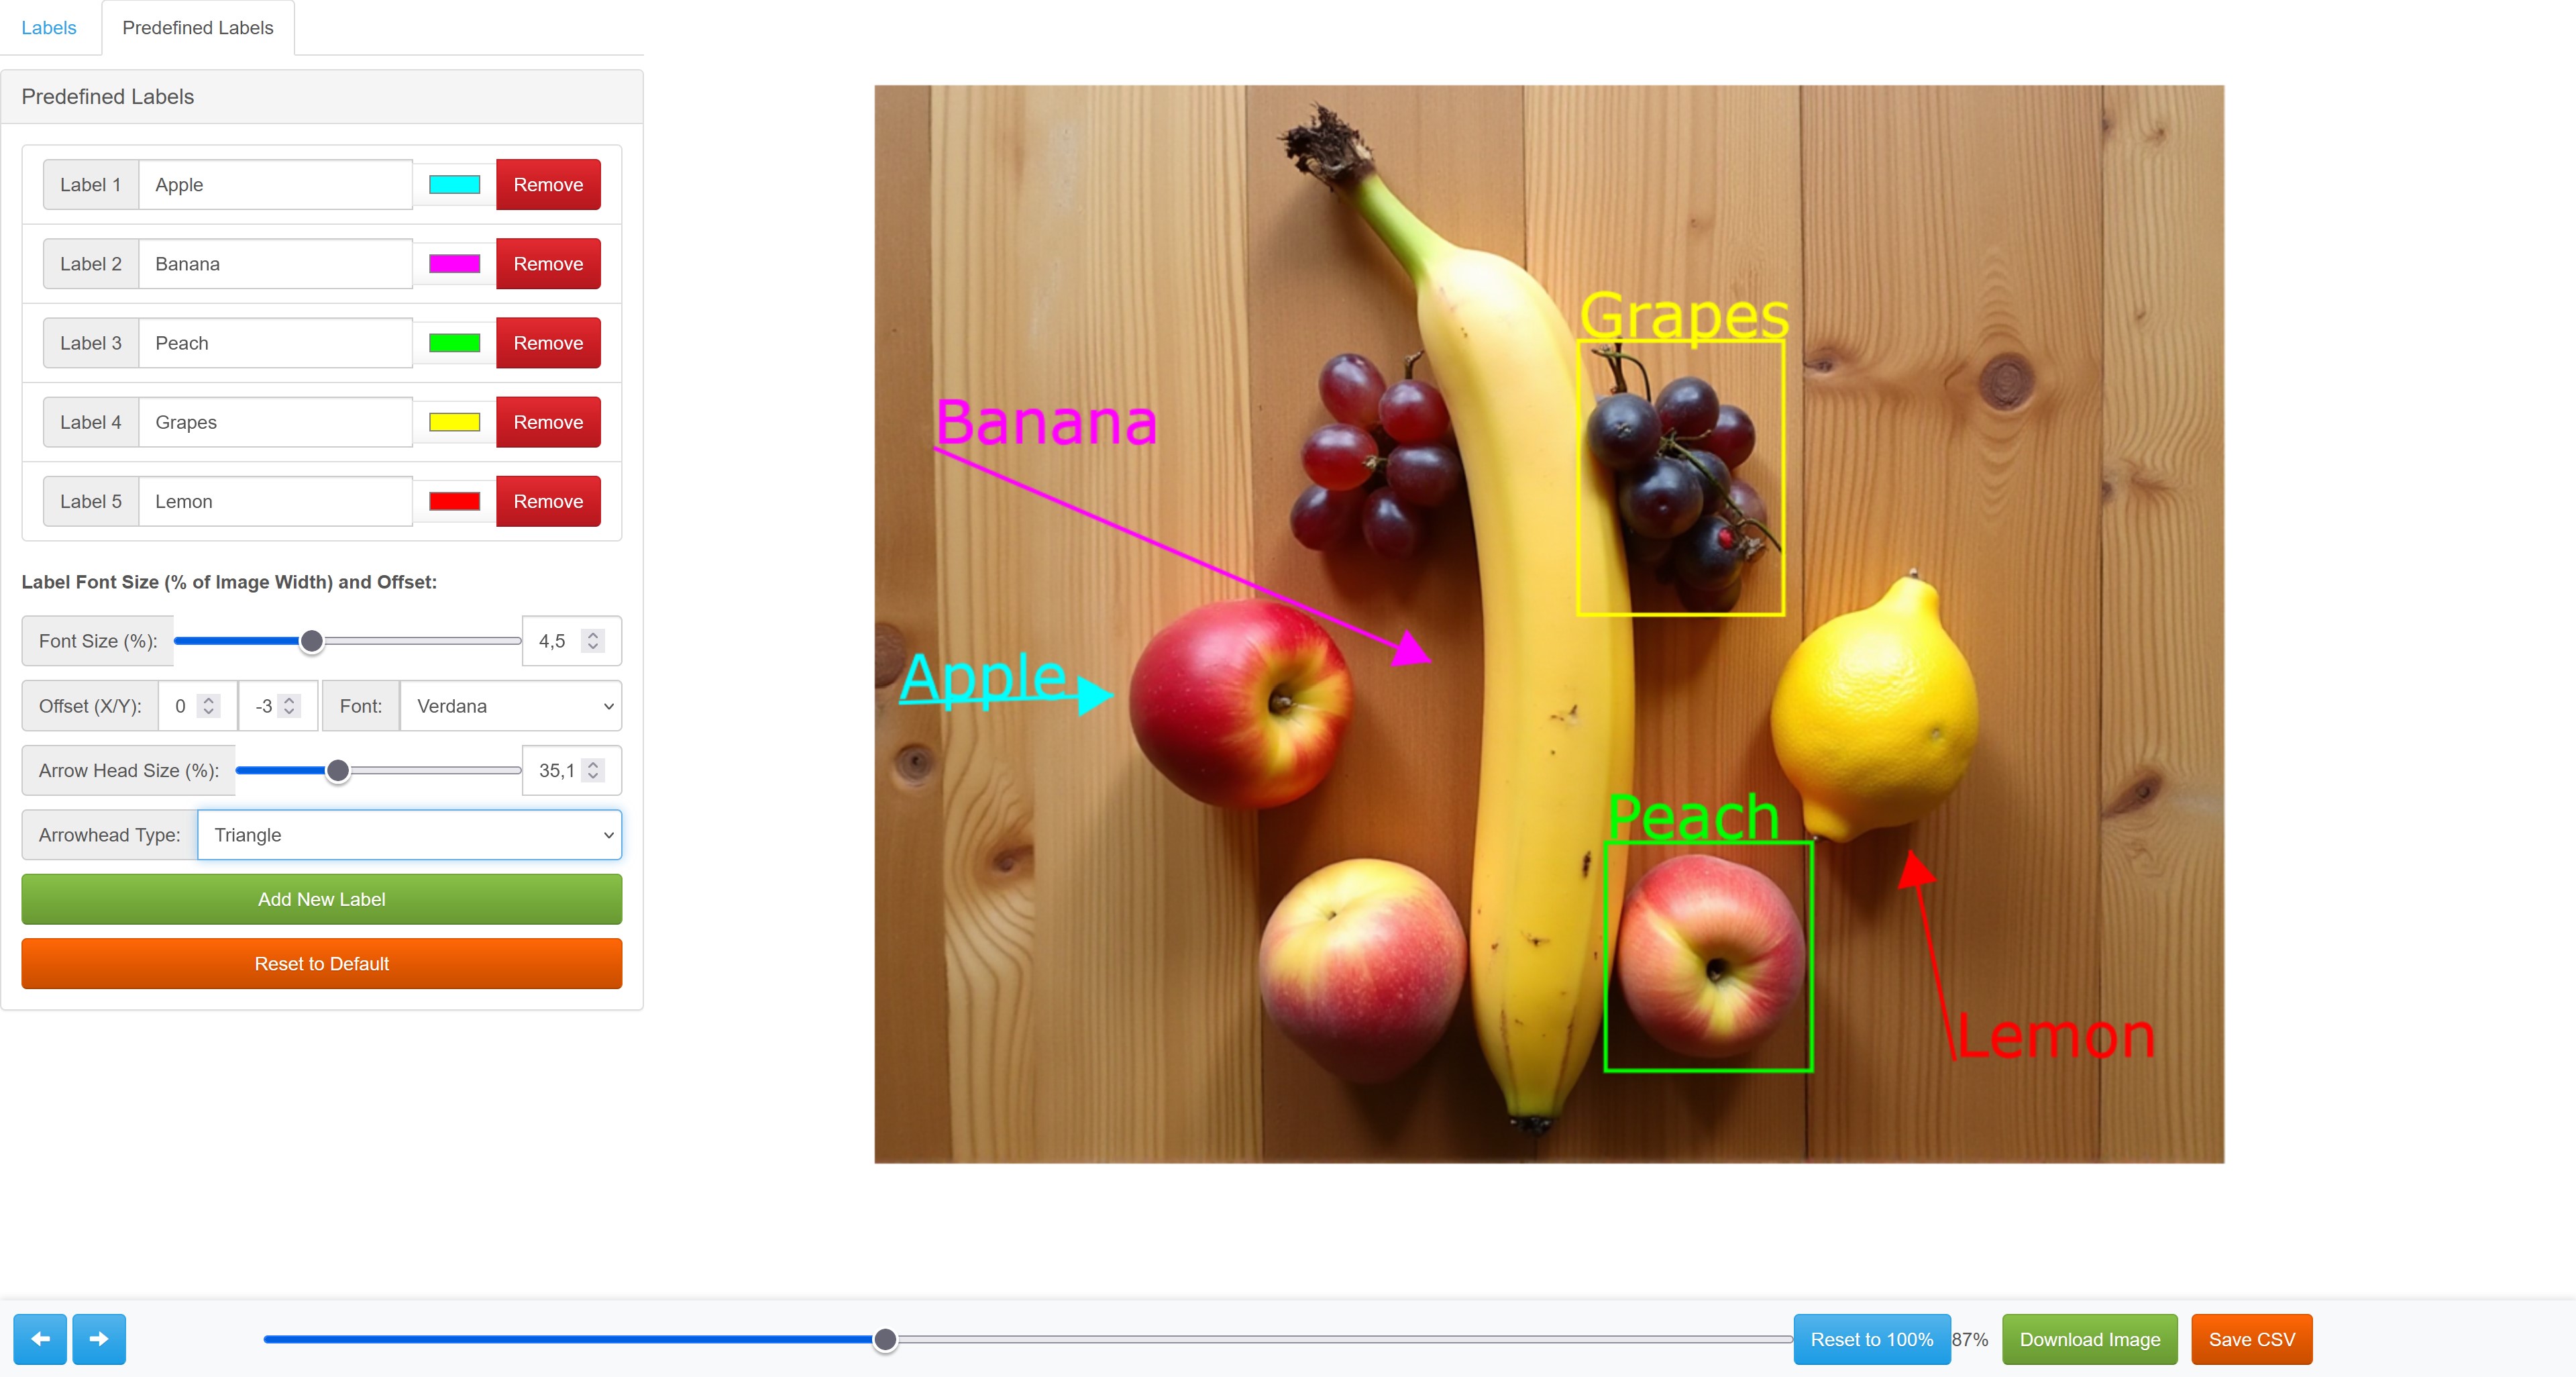 Labels Predefined Labels
Predefined Labels
Label 1 Apple Remove
Label 2 Banana Remove
Label 3 Peach Remove
Label 4 Grapes Remove
Label 5 Lemon Remove
Label Font Size (% of Image Width) and Offset:
Font Size (%): 4,5
Offset (X/Y): 0 -3 Font: Verdana
Arrow Head Size (%): 35,1
Arrowhead Type: Triangle
Add New Label
Reset to Default
Grapes
Banana
Apple
Peach
Lemon
Reset to 100% 87% Download Image Save CSV